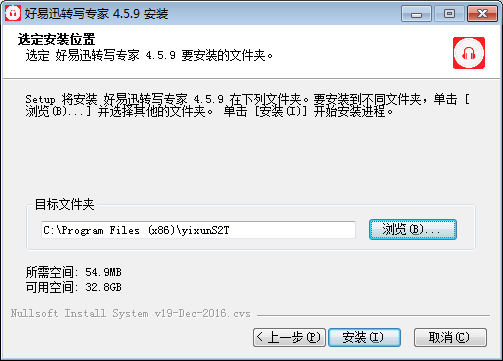 好易迅转写专家 4.5.9 安装
选定安装位置
选定 好易迅转写专家 4.5.9 要安装的文件夹。
Setup 将安装 好易迅转写专家 4.5.9 在下列文件夹。要安装到不同文件夹，单击 [
浏览(B)...] 并选择其他的文件夹。 单击 [安装(I)] 开始安装进程。
目标文件夹
C:\Program Files (x86)\yixunS2T
浏览(B)...
所需空间: 54.9MB
可用空间: 32.8GB
Nullsoft Install System v19-Dec-2016.cvs
< 上一步(P) 安装(I) 取消(C)